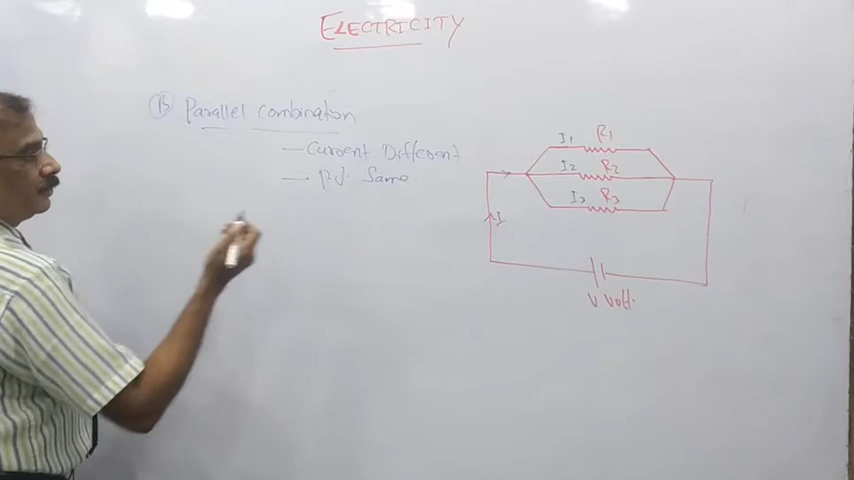 ELECTRICITY
(B) Parallel combination
— Current Different
— P.d. Same
I1 R1
I2 R2
I3 R3
I
V Volt.